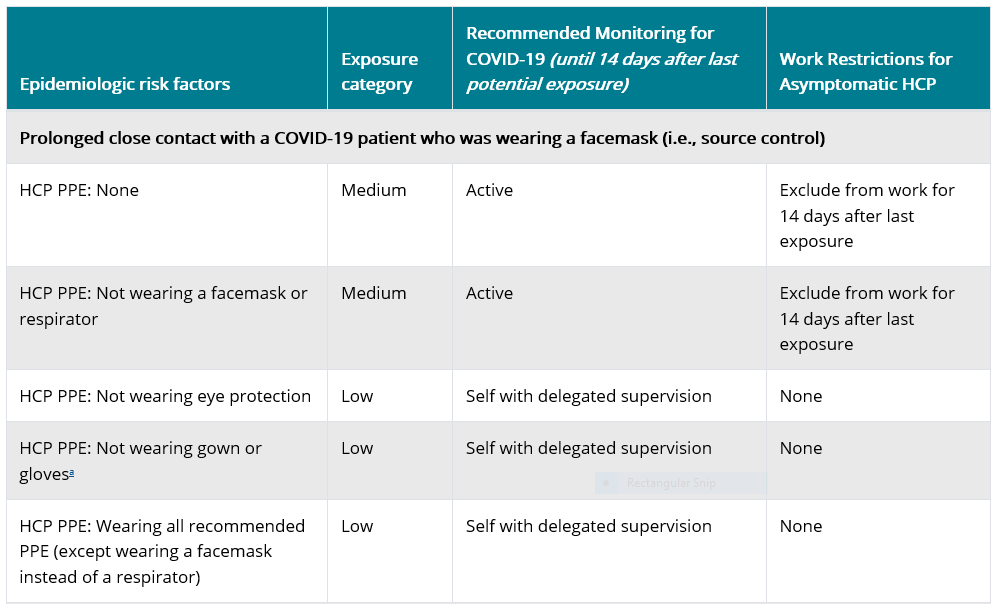 Epidemiologic risk factors
Exposure
category
Recommended Monitoring for
COVID-19 (until 14 days after last
potential exposure)
Work Restrictions for
Asymptomatic HCP
Prolonged close contact with a COVID-19 patient who was wearing a facemask (i.e., source control)
HCP PPE: None
Medium
Active
Exclude from work for
14 days after last
exposure
HCP PPE: Not wearing a facemask or
respirator
Medium
Active
Exclude from work for
14 days after last
exposure
HCP PPE: Not wearing eye protection
Low
Self with delegated supervision
None
HCP PPE: Not wearing gown or
glovesª
Low
Self with delegated supervision
None
Rectangular Snip
HCP PPE: Wearing all recommended
PPE (except wearing a facemask
instead of a respirator)
Low
Self with delegated supervision
None